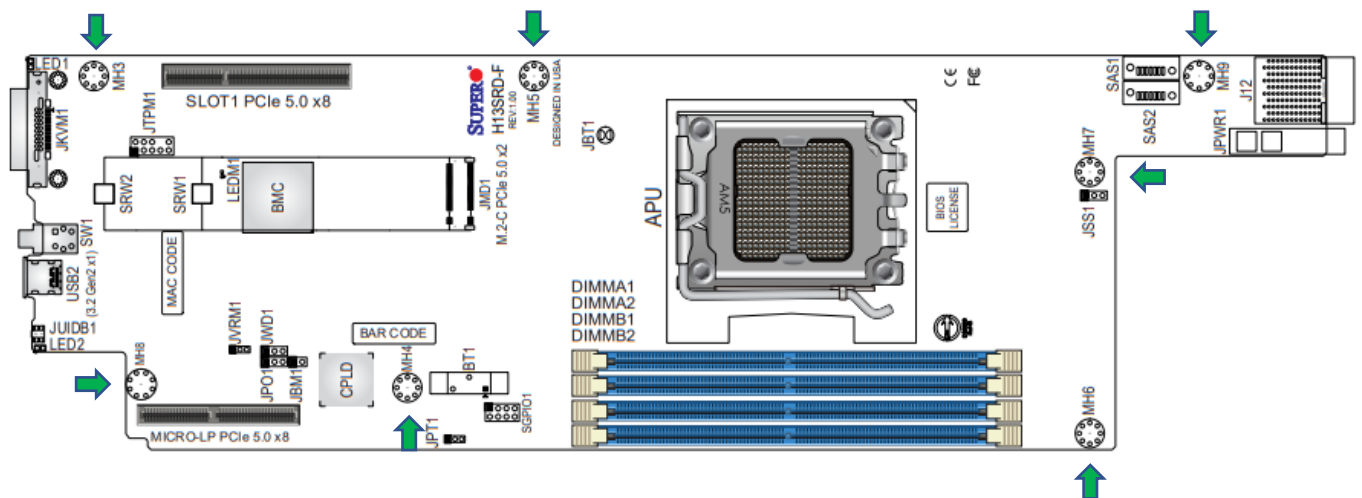 LED1
MH3
SLOT1 PCIe 5.0 x8
JKVM1
JTPM1
SUPER
H13SRD-F
REV:1.00
MH5
DESIGNED IN USA
JBT1
CE FC
SAS1
SAS2
MH9
J12
JPWR1
MH7
JSS1
SRW2
SRW1
LEDM1
BMC
JMD1
M.2-C PCIe 5.0 x2
APU
AM5
BIOS
LICENSE
SW1
USB2
(3.2 Gen2 x1)
MAC CODE
JUIDB1
LED2
MH8
JVRM1
JWD1
JPO1
JBM1
BAR CODE
CPLD
MH4
BT1
SGPIO1
JPT1
MICRO-LP PCIe 5.0 x8
DIMMA1
DIMMA2
DIMMB1
DIMMB2
MH6